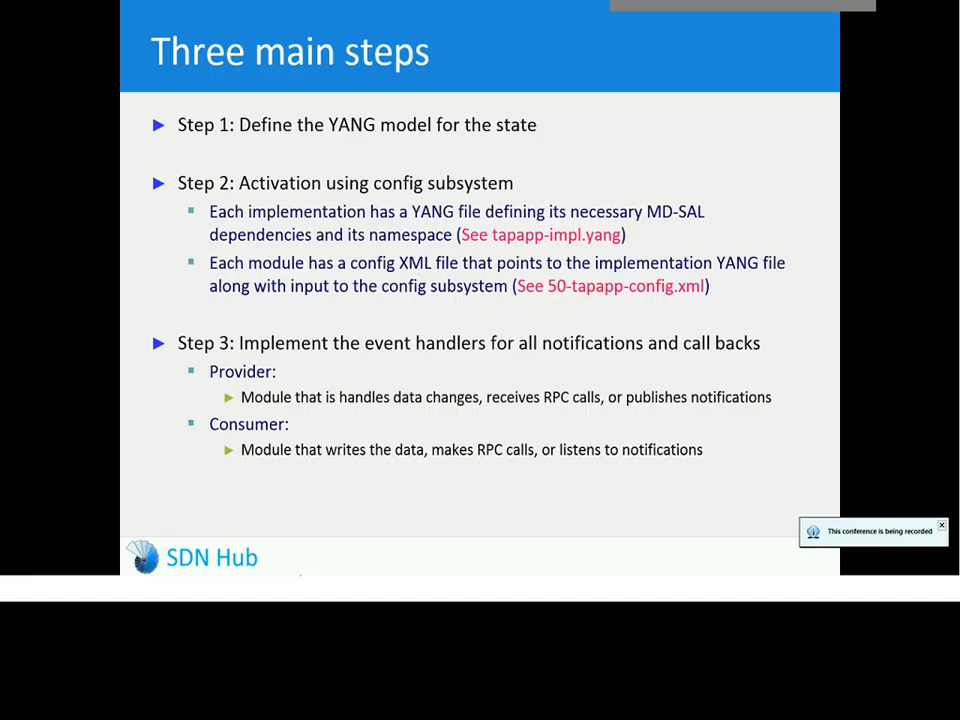 Three main steps
Step 1: Define the YANG model for the state
Step 2: Activation using config subsystem
Each implementation has a YANG file defining its necessary MD-SAL
dependencies and its namespace (See tapapp-impl.yang)
Each module has a config XML file that points to the implementation YANG file
along with input to the config subsystem (See 50-tapapp-config.xml)
Step 3: Implement the event handlers for all notifications and call backs
Provider:
Module that is handles data changes, receives RPC calls, or publishes notifications
Consumer:
Module that writes the data, makes RPC calls, or listens to notifications
This conference is being recorded
SDN Hub